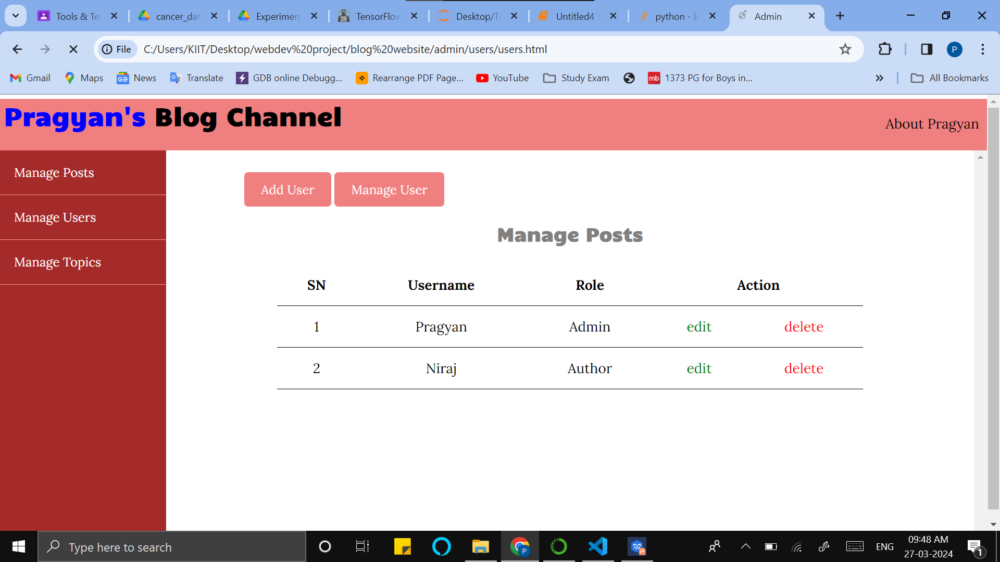 Tools & Te
cancer_dat
Experimen
TensorFlow
Desktop/T
Untitled4 -
python - E
Admin
File
C:/Users/KIIT/Desktop/webdev%20project/blog%20website/admin/users/users.html
P
Gmail
Maps
News
Translate
GDB online Debugg...
Rearrange PDF Page...
YouTube
Study Exam
mb
1373 PG for Boys in...
All Bookmarks
Pragyan's Blog Channel
About Pragyan
Manage Posts
Manage Users
Manage Topics
Add User
Manage User
Manage Posts
SN Username Role Action
1 Pragyan Admin edit delete
2 Niraj Author edit delete
Type here to search
P
ENG
09:48 AM
27-03-2024
1